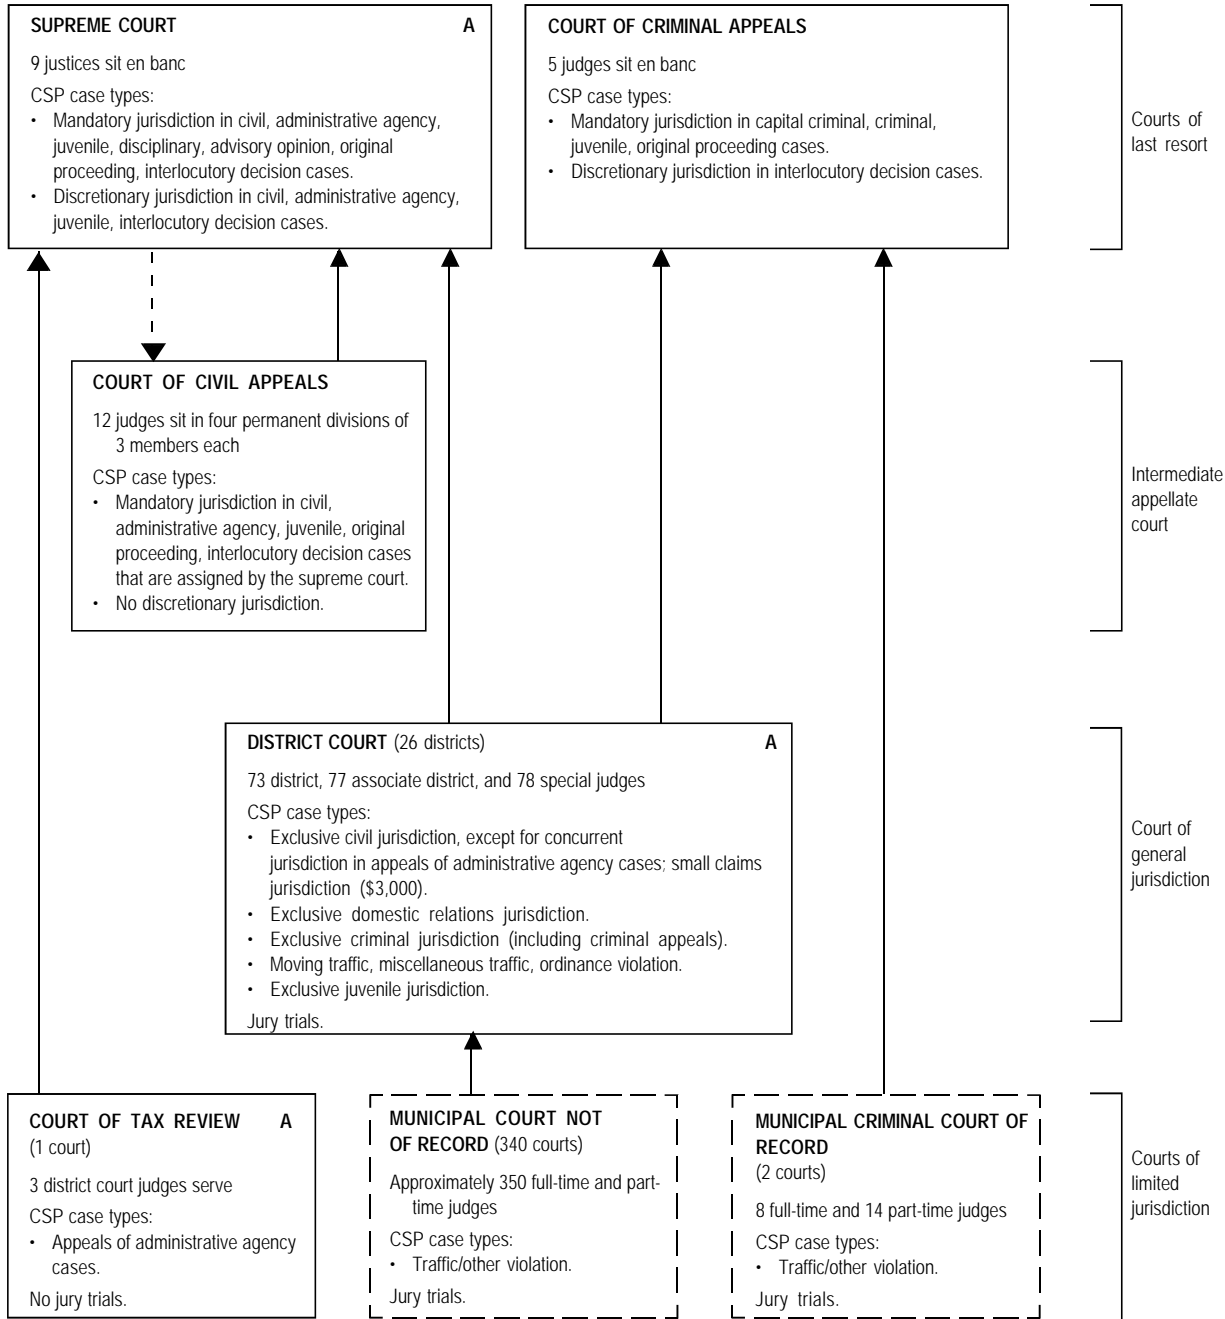 SUPREME COURT A
9 justices sit en banc
CSP case types:
• Mandatory jurisdiction in civil, administrative agency,
juvenile, disciplinary, advisory opinion, original
proceeding, interlocutory decision cases.
• Discretionary jurisdiction in civil, administrative agency,
juvenile, interlocutory decision cases.
COURT OF CRIMINAL APPEALS
5 judges sit en banc
CSP case types:
• Mandatory jurisdiction in capital criminal, criminal,
juvenile, original proceeding cases.
• Discretionary jurisdiction in interlocutory decision cases.
Courts of
last resort
COURT OF CIVIL APPEALS
12 judges sit in four permanent divisions of
3 members each
CSP case types:
• Mandatory jurisdiction in civil,
administrative agency, juvenile, original
proceeding, interlocutory decision cases
that are assigned by the supreme court.
• No discretionary jurisdiction.
Intermediate
appellate
court
DISTRICT COURT (26 districts) A
73 district, 77 associate district, and 78 special judges
CSP case types:
• Exclusive civil jurisdiction, except for concurrent
jurisdiction in appeals of administrative agency cases; small claims
jurisdiction ($3,000).
• Exclusive domestic relations jurisdiction.
• Exclusive criminal jurisdiction (including criminal appeals).
• Moving traffic, miscellaneous traffic, ordinance violation.
• Exclusive juvenile jurisdiction.
Jury trials.
Court of
general
jurisdiction
COURT OF TAX REVIEW A
(1 court)
3 district court judges serve
CSP case types:
• Appeals of administrative agency
cases.
No jury trials.
MUNICIPAL COURT NOT
OF RECORD (340 courts)
Approximately 350 full-time and part-
time judges
CSP case types:
• Traffic/other violation.
Jury trials.
MUNICIPAL CRIMINAL COURT OF
RECORD
(2 courts)
8 full-time and 14 part-time judges
CSP case types:
• Traffic/other violation.
Jury trials.
Courts of
limited
jurisdiction